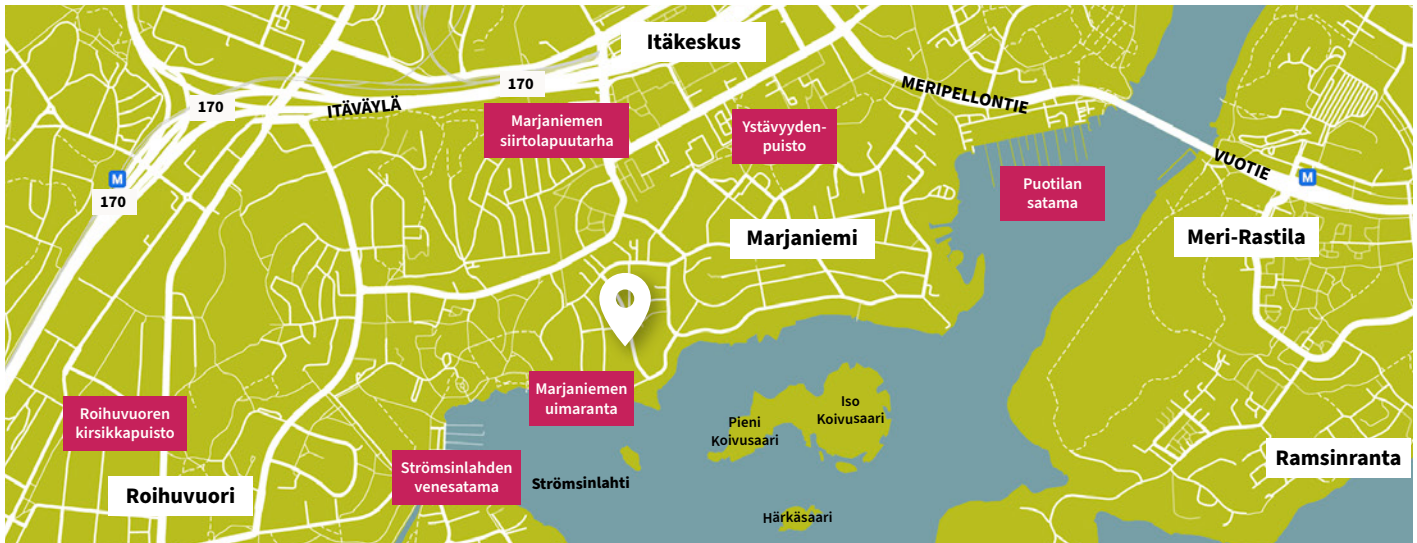 Itäkeskus
170
170
ITÄVÄYLÄ
MERIPELLONTIE
Marjaniemen
siirtolapuutarha
Ystävyyden-
puisto
VUOTIE
M
M
170
Puotilan
satama
Marjaniemi
Meri-Rastila
Marjaniemen
uimaranta
Roihuvuoren
kirsikkapuisto
Pieni
Koivusaari
Iso
Koivusaari
Strömsinlahden
venesatama
Strömsinlahti
Ramsinranta
Roihuvuori
Härkäsaari